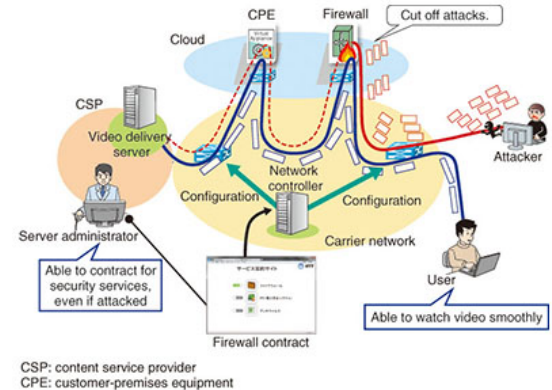 CPE
Firewall
Cut off attacks.
Cloud
Virtual
CSP
Video delivery
server
Attacker
Network
controller
Configuration
Configuration
Server administrator
Carrier network
User
Able to contract for
security services,
even if attacked
Able to watch video smoothly
Firewall contract
CSP: content service provider
CPE: customer-premises equipment